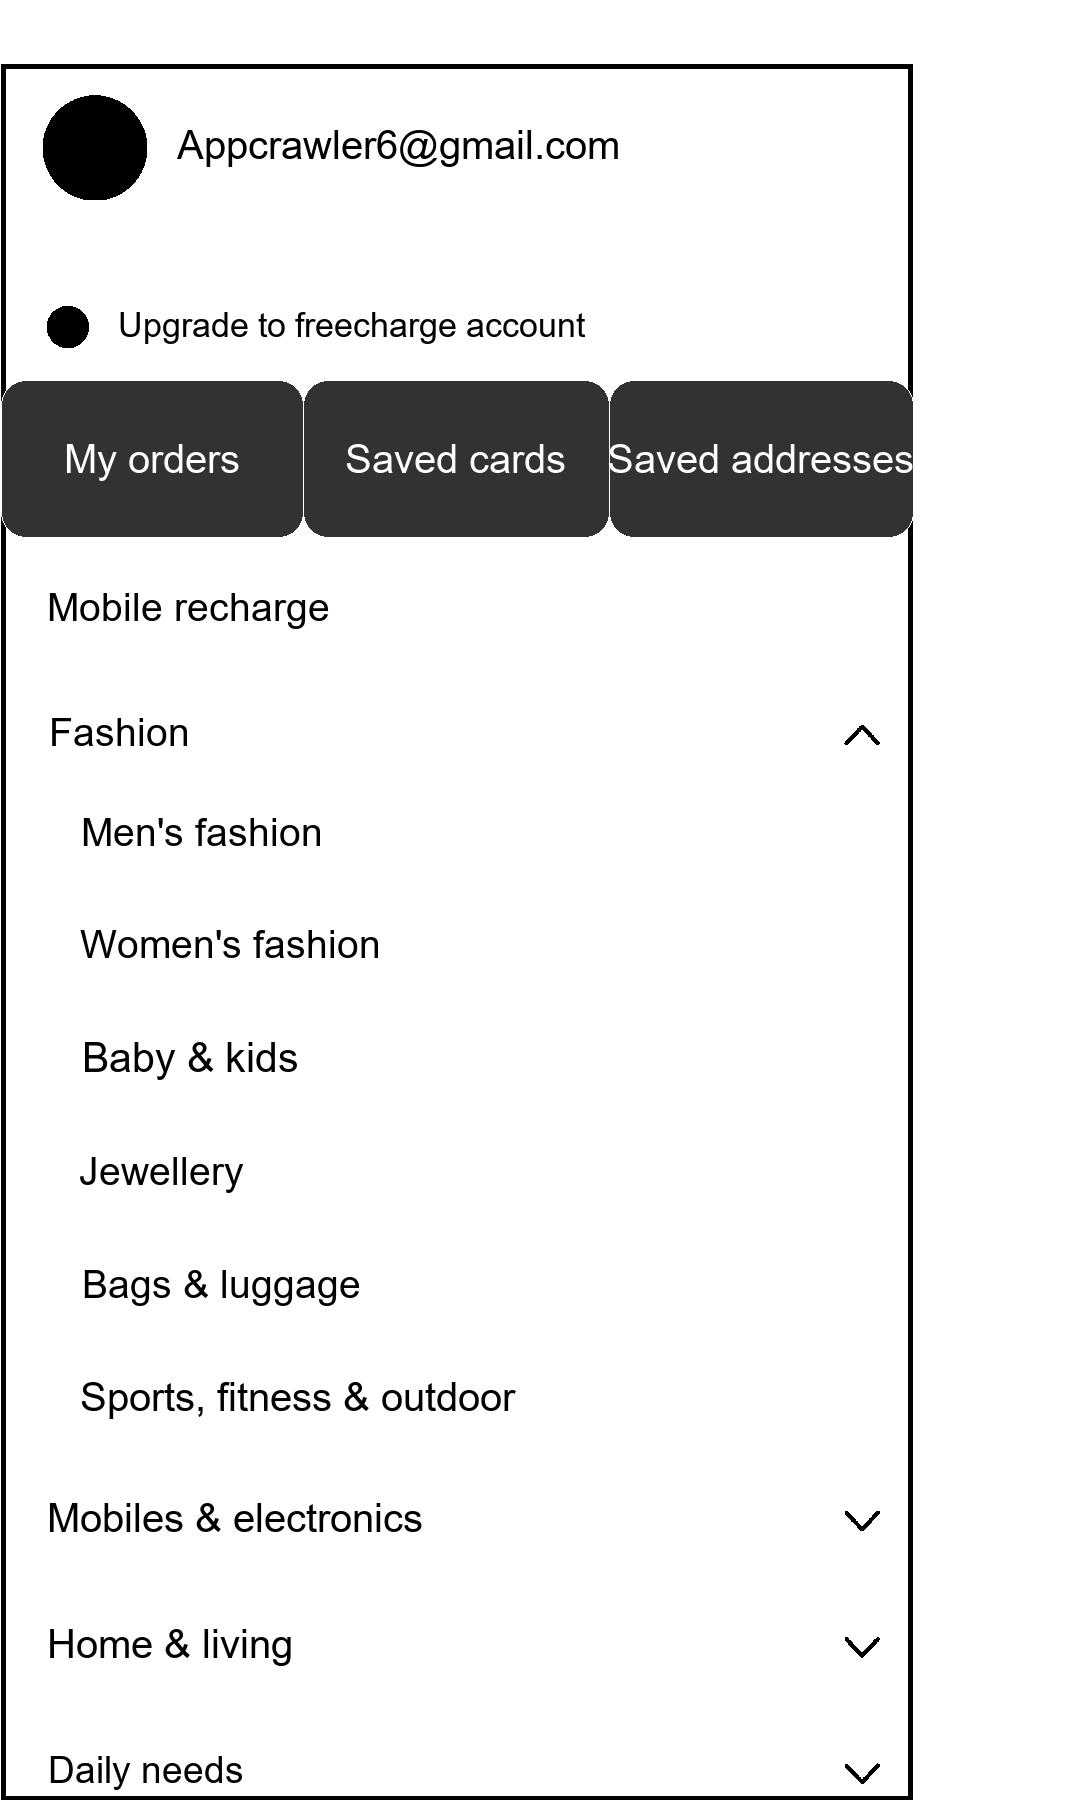 Appcrawler6@gmail.com
Upgrade to freecharge account
My orders
Saved cards
Saved addresses
Mobile recharge
Fashion
Men's fashion
Women's fashion
Baby & kids
Jewellery
Bags & luggage
Sports, fitness & outdoor
Mobiles & electronics
Home & living
Daily needs